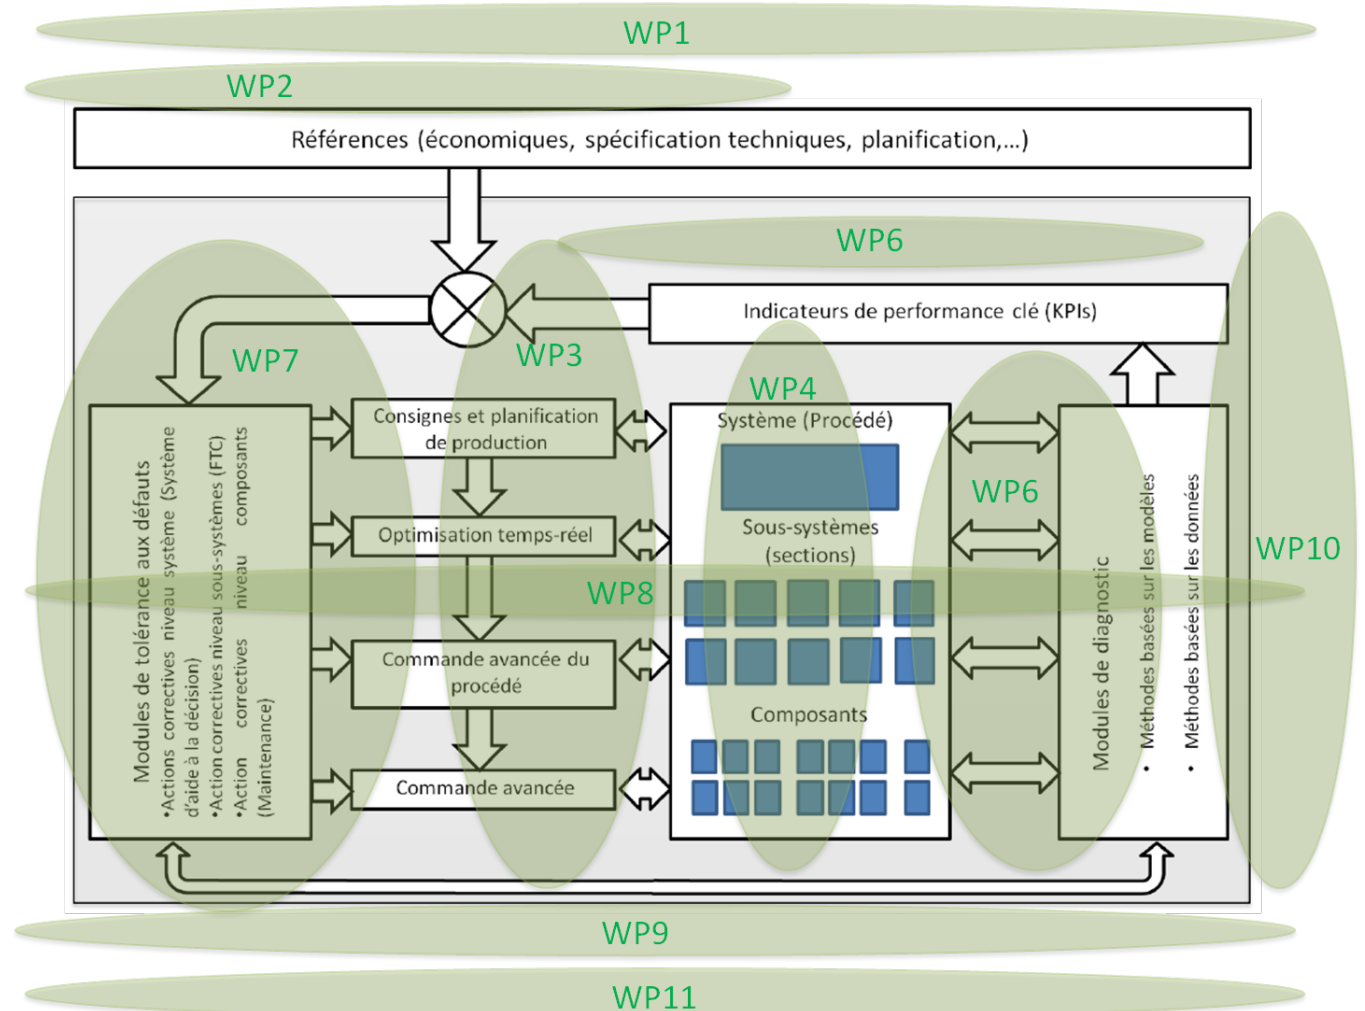 WP1
WP2
Références (économiques, spécification techniques, planification,...)
WP6
Indicateurs de performance clé (KPIs)
WP7
WP3
WP4
Consignes et planification
de production
Optimisation temps-réel
Commande avancée du
procédé
Commande avancée
Système (Procédé)
Sous-systèmes
(sections)
Composants
WP6
WP10
WP8
Modules de tolérance aux défauts
•Actions correctives niveau système (Système
d'aide à la décision)
•Action correctives niveau sous-systèmes (FTC)
•Action correctives niveau composants
(Maintenance)
Modules de diagnostic
• Méthodes basées sur les modèles
• Méthodes basées sur les données
WP9
WP11